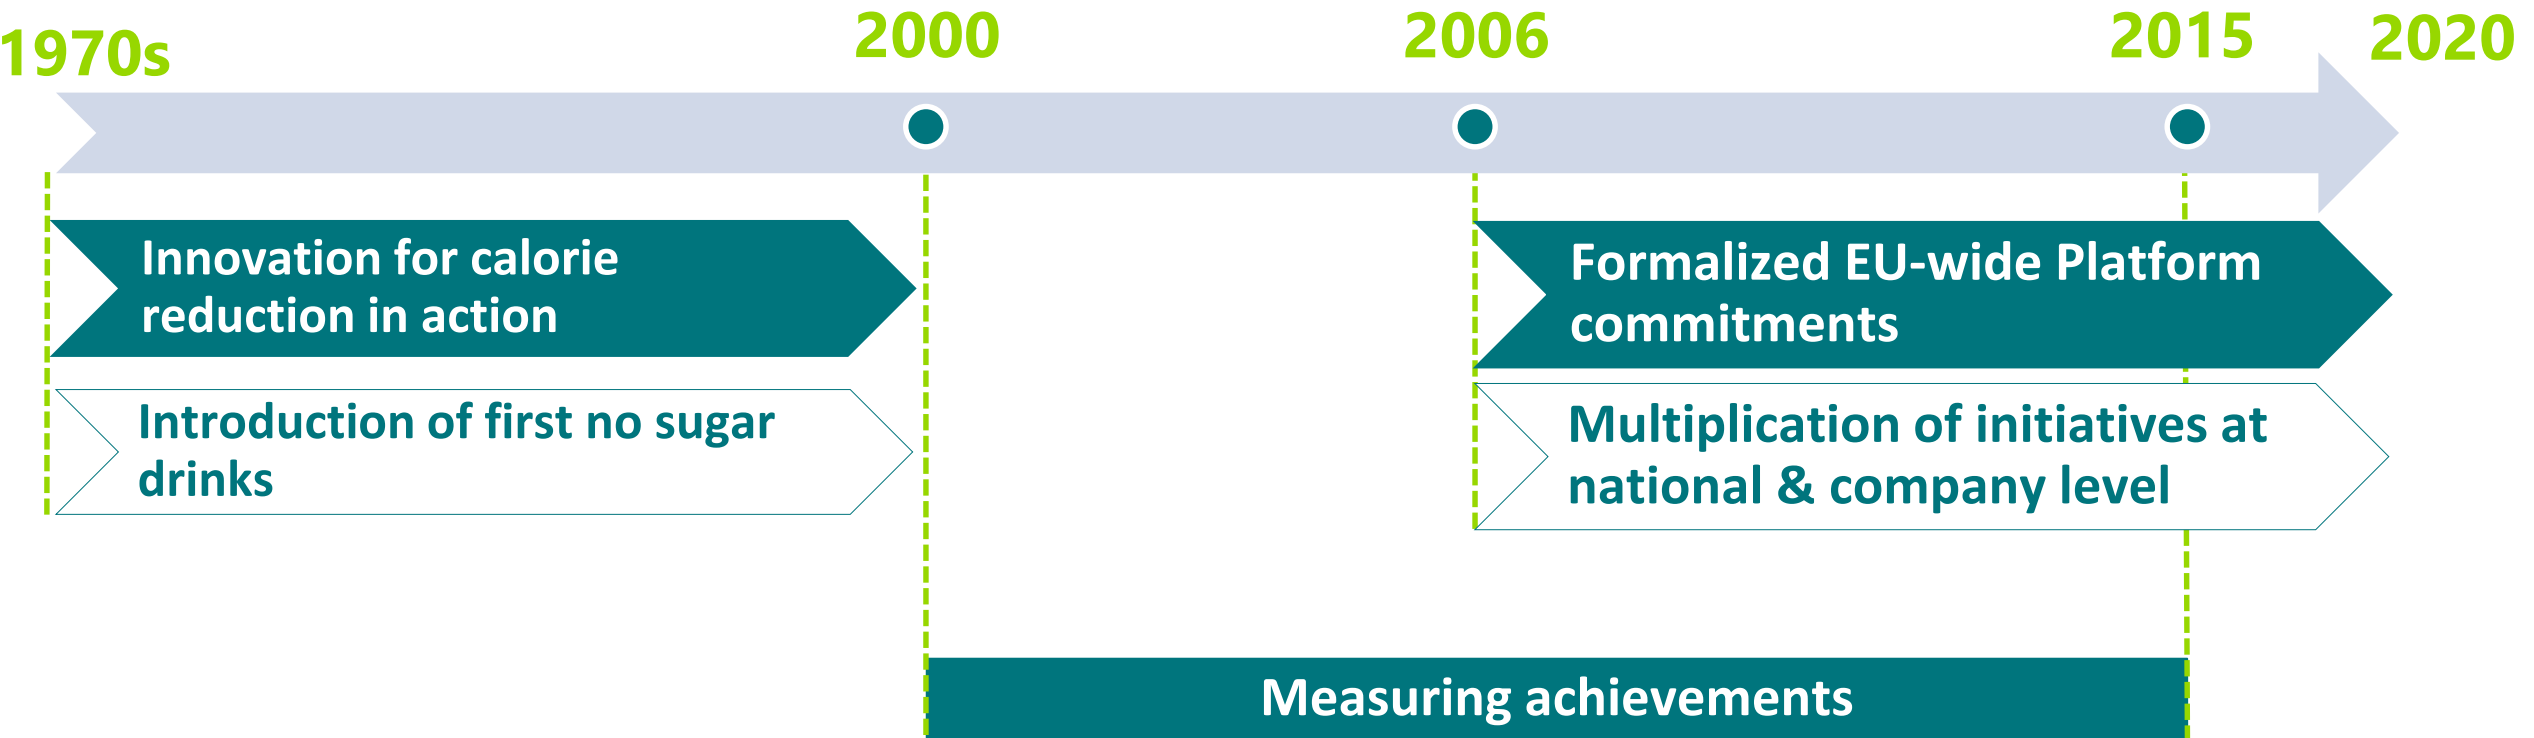 1970s
2000
2006
2015
2020
Innovation for calorie
reduction in action
Formalized EU-wide Platform
commitments
Introduction of first no sugar
drinks
Multiplication of initiatives at
national & company level
Measuring achievements